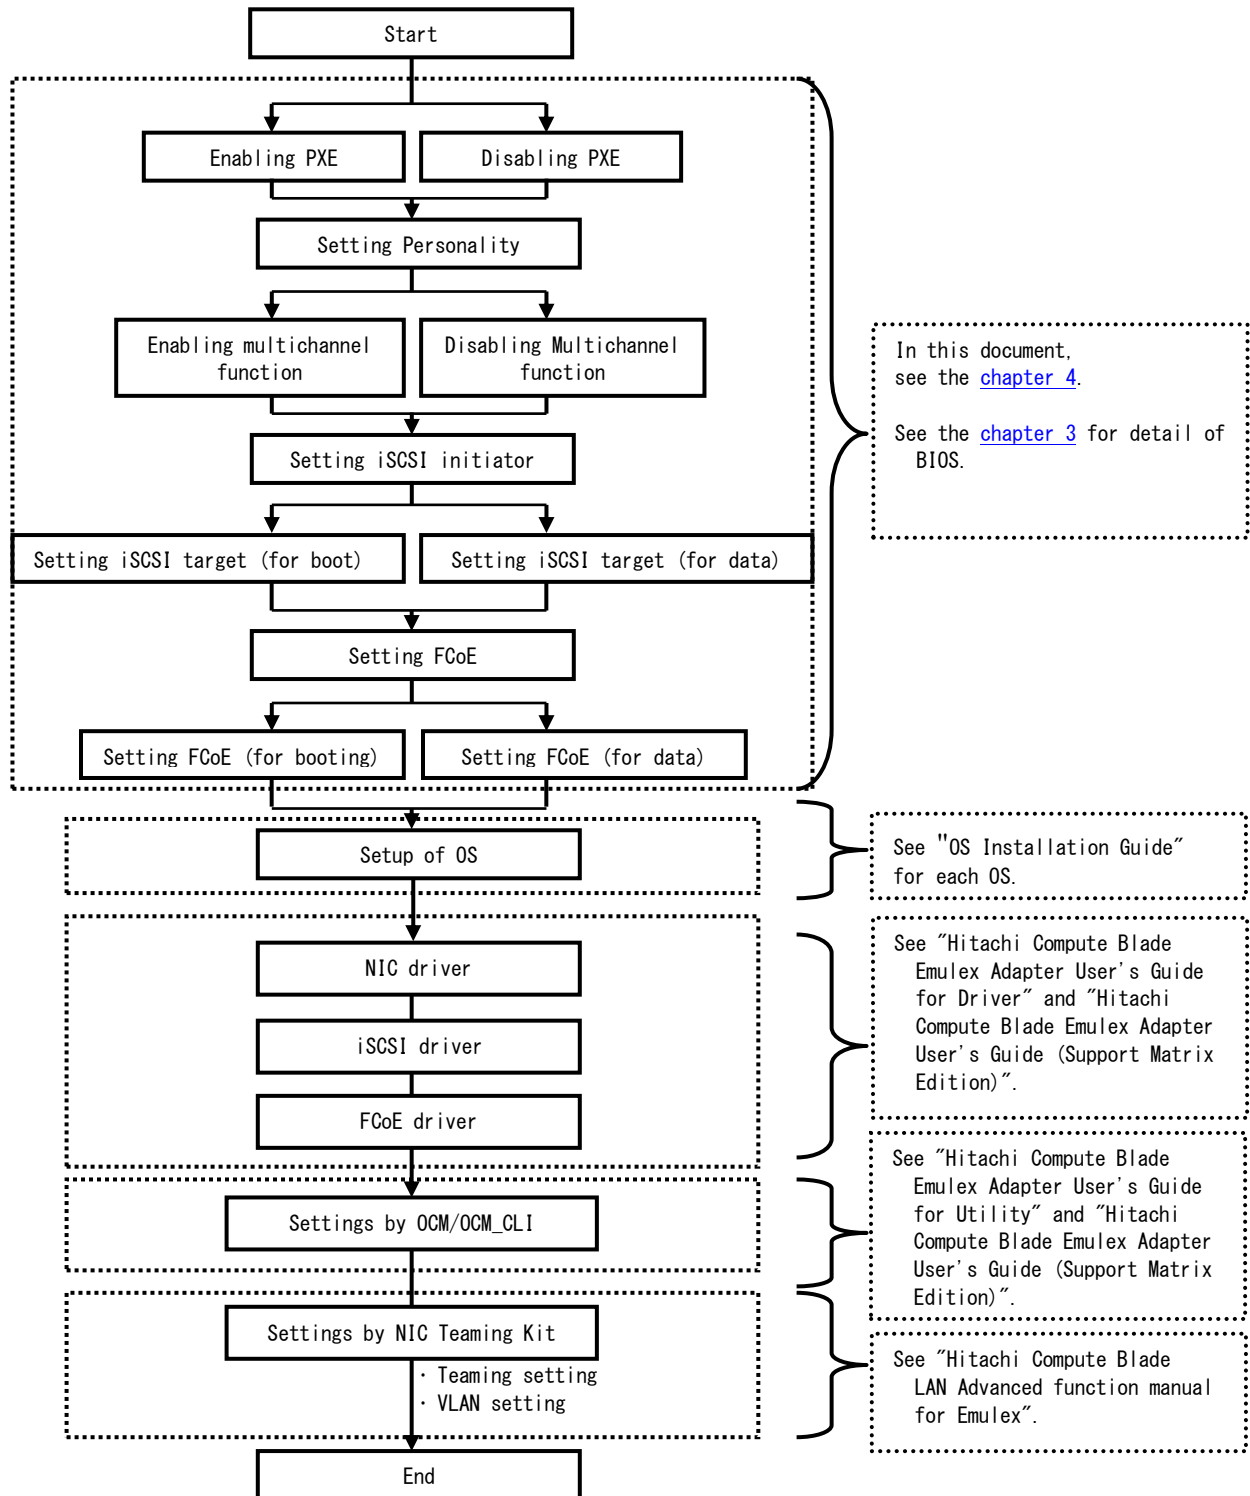 Start
Enabling PXE
Disabling PXE
Setting Personality
Enabling multichannel
function
Disabling Multichannel
function
In this document,
see the chapter 4.
See the chapter 3 for detail of
BIOS.
Setting iSCSI initiator
Setting iSCSI target (for boot)
Setting iSCSI target (for data)
Setting FCoE
Setting FCoE (for booting)
Setting FCoE (for data)
Setup of OS
See "OS Installation Guide"
for each OS.
NIC driver
iSCSI driver
FCoE driver
See "Hitachi Compute Blade
Emulex Adapter User's Guide
for Driver" and "Hitachi
Compute Blade Emulex Adapter
User's Guide (Support Matrix
Edition)".
Settings by OCM/OCM_CLI
See "Hitachi Compute Blade
Emulex Adapter User's Guide
for Utility" and "Hitachi
Compute Blade Emulex Adapter
User's Guide (Support Matrix
Edition)".
Settings by NIC Teaming Kit
・Teaming setting
・VLAN setting
See "Hitachi Compute Blade
LAN Advanced function manual
for Emulex".
End